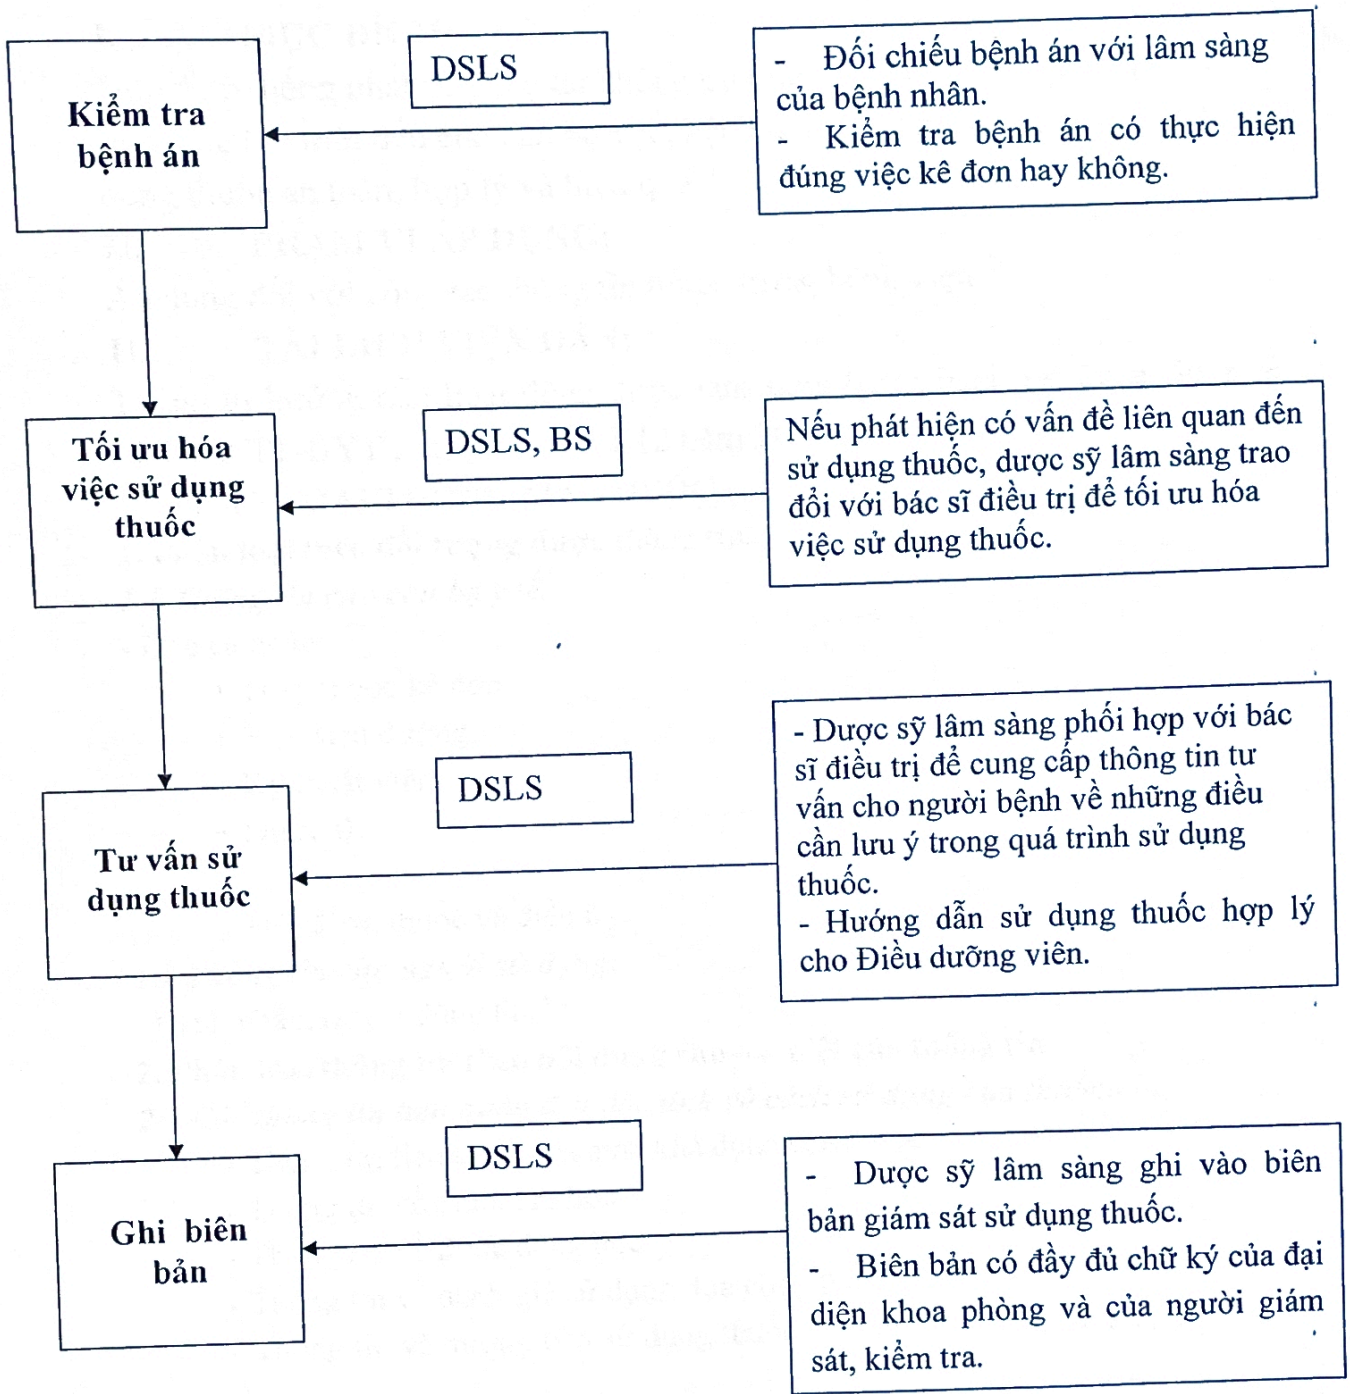 Kiểm tra
bệnh án
DSLS
- Đối chiếu bệnh án với lâm sàng
của bệnh nhân.
- Kiểm tra bệnh án có thực hiện
đúng việc kê đơn hay không.
Tối ưu hóa
việc sử dụng
thuốc
DSLS, BS
Nếu phát hiện có vấn đề liên quan đến
sử dụng thuốc, dược sỹ lâm sàng trao
đổi với bác sĩ điều trị để tối ưu hóa
việc sử dụng thuốc.
Tư vấn sử
dụng thuốc
DSLS
- Dược sỹ lâm sàng phối hợp với bác
sĩ điều trị để cung cấp thông tin tư
vấn cho người bệnh về những điều
cần lưu ý trong quá trình sử dụng
thuốc.
- Hướng dẫn sử dụng thuốc hợp lý
cho Điều dưỡng viên.
Ghi biên
bản
DSLS
- Dược sỹ lâm sàng ghi vào biên
bản giám sát sử dụng thuốc.
- Biên bản có đầy đủ chữ ký của đại
diện khoa phòng và của người giám
sát, kiểm tra.